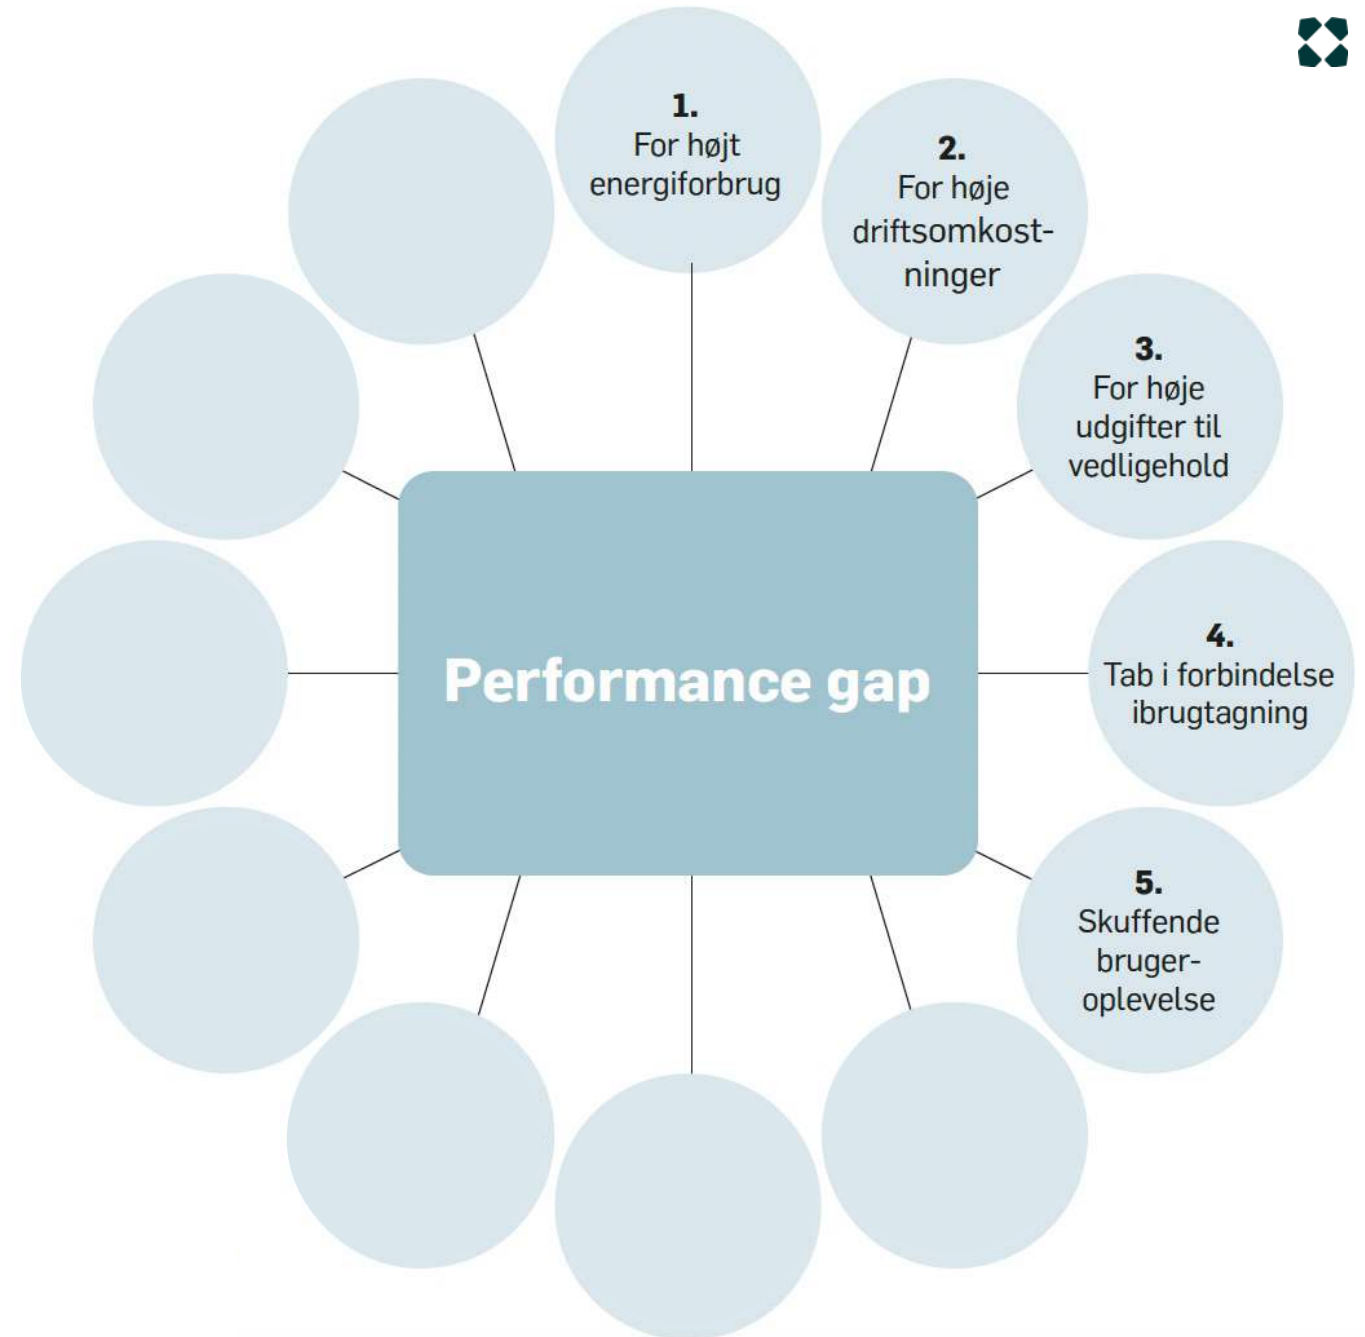 1.
For højt
energiforbrug
2.
For høje
driftsomkost-
ninger
3.
For høje
udgifter til
vedligehold
4.
Tab i forbindelse
ibrugtagning
5.
Skuffende
bruger-
oplevelse
Performance gap